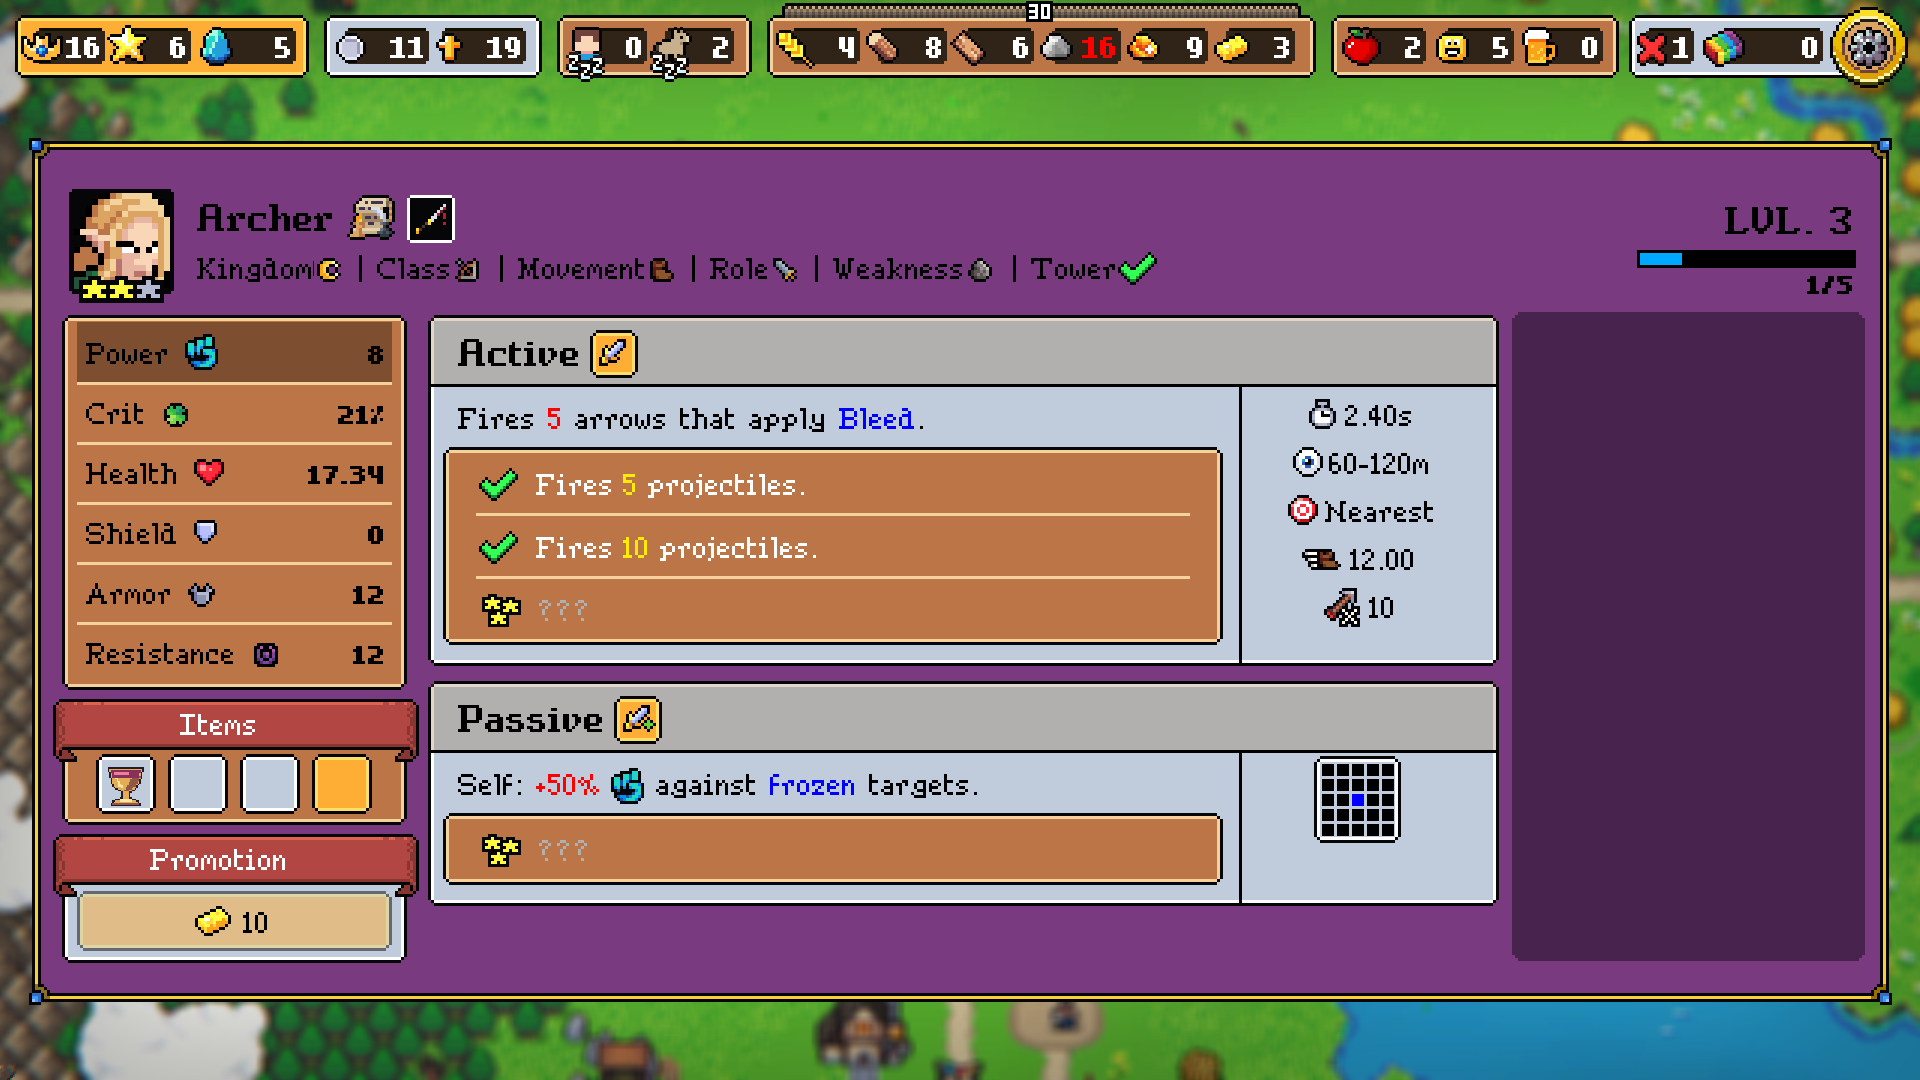 30
16 6 5 11 19 0 2 4 8 6 16 9 3 2 5 0 1 0
Archer
LVL. 3
Kingdom | Class | Movement | Role | Weakness | Tower
1/5
Power 8
Crit 21%
Health 17.34
Shield 0
Armor 12
Resistance 12
Items
Promotion
10
Active
Fires 5 arrows that apply Bleed.
Fires 5 projectiles.
Fires 10 projectiles.
???
2.40s
60-120m
Nearest
12.00
10
Passive
Self: +50% against frozen targets.
???